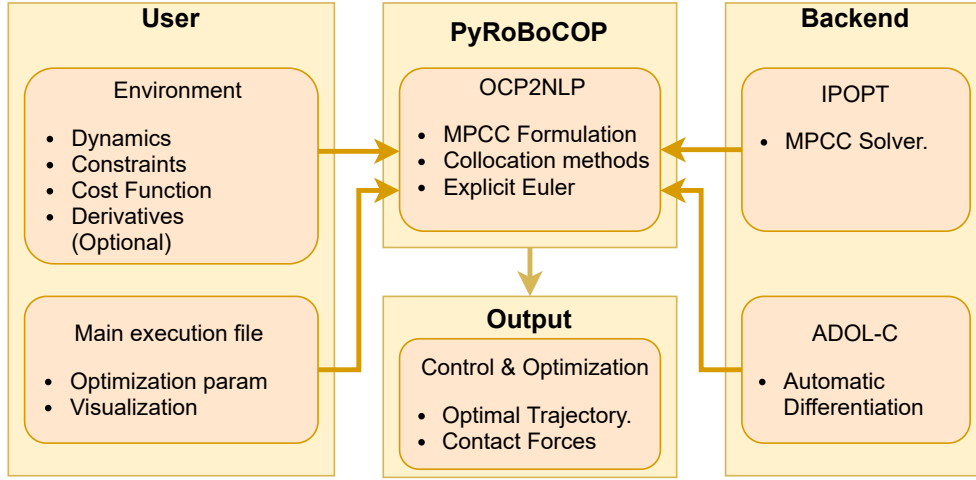 User
Environment
• Dynamics
• Constraints
• Cost Function
• Derivatives
(Optional)
Main execution file
• Optimization param
• Visualization
PyRoBoCOP
OCP2NLP
• MPCC Formulation
• Collocation methods
• Explicit Euler
Output
Control & Optimization
• Optimal Trajectory.
• Contact Forces
Backend
IPOPT
• MPCC Solver.
ADOL-C
• Automatic
Differentiation